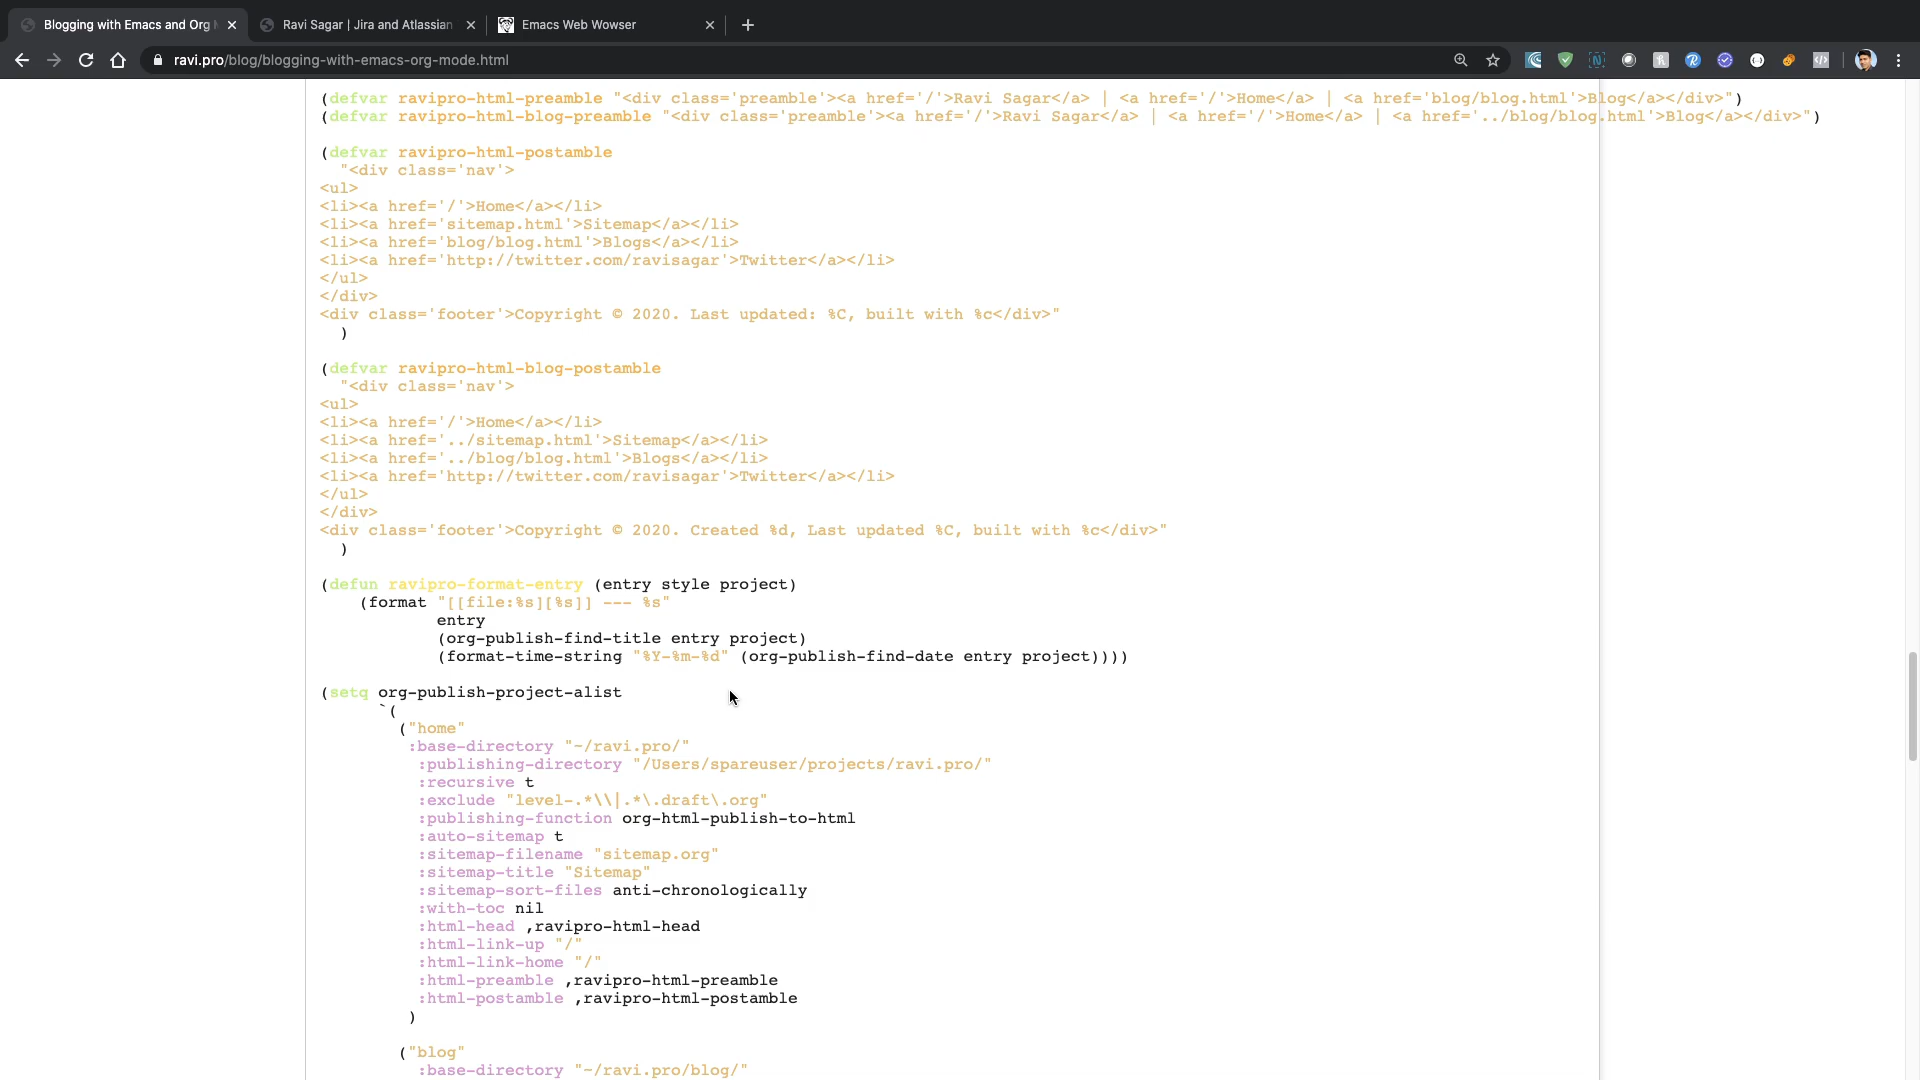 Blogging with Emacs and Org
Ravi Sagar | Jira and Atlassian
Emacs Web Wowser
ravi.pro/blog/blogging-with-emacs-org-mode.html
(defvar ravipro-html-preamble "<div class='preamble'><a href='/'>Ravi Sagar</a> | <a href='/'>Home</a> | <a href='blog/blog.html'>Blog</a></div>")
(defvar ravipro-html-blog-preamble "<div class='preamble'><a href='/'>Ravi Sagar</a> | <a href='/'>Home</a> | <a href='../blog/blog.html'>Blog</a></div>")
(defvar ravipro-html-postamble
"<div class='nav'>
<ul>
<li><a href='/'>Home</a></li>
<li><a href='sitemap.html'>Sitemap</a></li>
<li><a href='blog/blog.html'>Blogs</a></li>
<li><a href='http://twitter.com/ravisagar'>Twitter</a></li>
</ul>
</div>
<div class='footer'>Copyright © 2020. Last updated: %C, built with %c</div>"
)
(defvar ravipro-html-blog-postamble
"<div class='nav'>
<ul>
<li><a href='/'>Home</a></li>
<li><a href='../sitemap.html'>Sitemap</a></li>
<li><a href='../blog/blog.html'>Blogs</a></li>
<li><a href='http://twitter.com/ravisagar'>Twitter</a></li>
</ul>
</div>
<div class='footer'>Copyright © 2020. Created %d, Last updated %C, built with %c</div>"
)
(defun ravipro-format-entry (entry style project)
(format "[[file:%s][%s]] --- %s"
entry
(org-publish-find-title entry project)
(format-time-string "%Y-%m-%d" (org-publish-find-date entry project))))
(setq org-publish-project-alist
`(
("home"
:base-directory "~/ravi.pro/"
:publishing-directory "/Users/spareuser/projects/ravi.pro/"
:recursive t
:exclude "level-.*\\|.*\.draft\.org"
:publishing-function org-html-publish-to-html
:auto-sitemap t
:sitemap-filename "sitemap.org"
:sitemap-title "Sitemap"
:sitemap-sort-files anti-chronologically
:with-toc nil
:html-head ,ravipro-html-head
:html-link-up "/"
:html-link-home "/"
:html-preamble ,ravipro-html-preamble
:html-postamble ,ravipro-html-postamble
)
("blog"
:base-directory "~/ravi.pro/blog/"